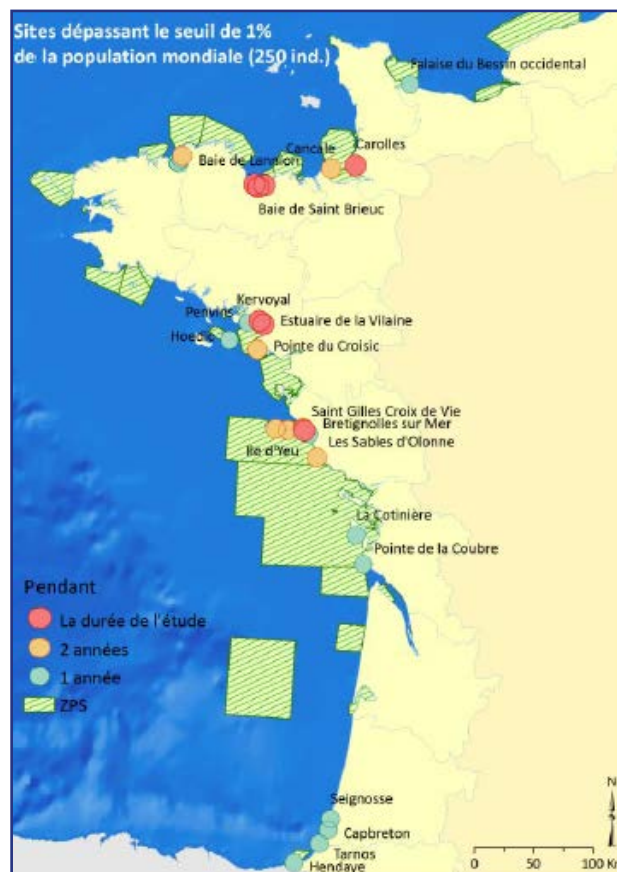 Sites dépassant le seuil de 1%
de la population mondiale (250 ind.)
Falaise du Bessin occidental
Cancale
Carolles
Baie de Lannion
Baie de Saint Brieuc
Kervoyal
Penvins
Estuaire de la Vilaine
Hoedic
Pointe du Croisic
Saint Gilles Croix de Vie
Bretignolles sur Mer
Les Sables d'Olonne
Ile d'Yeu
La Cotinière
Pointe de la Coubre
Pendant
La durée de l'étude
2 années
1 année
ZPS
Seignosse
Capbreton
Tarnos
Hendaye
N
0 50 100 Km